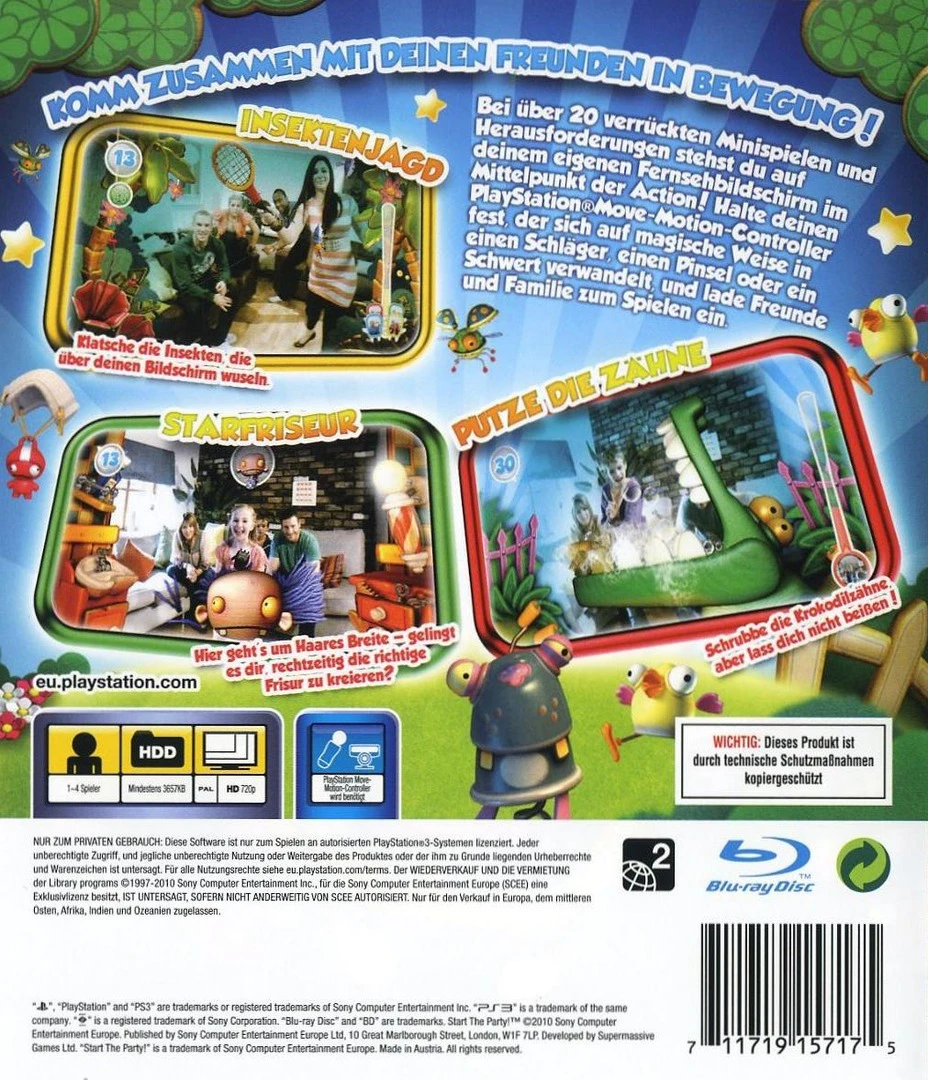 KOMM ZUSAMMEN MIT DEINEN FREUNDEN IN BEWEGUNG!
INSEKTENJAGD
13
Klatsche die Insekten, die
über deinen Bildschirm wuseln.
Bei über 20 verrückten Minispielen und
Herausforderungen stehst du auf
deinem eigenen Fernsehbildschirm im
Mittelpunkt der Action! Halte deinen
PlayStation®Move-Motion-Controller
fest, der sich auf magische Weise in
einen Schläger, einen Pinsel oder ein
Schwert verwandelt, und lade Freunde
und Familie zum Spielen ein.
STARFRISEUR
13
Hier geht's um Haares Breite – gelingt
es dir, rechtzeitig die richtige
Frisur zu kreieren?
PUTZE DIE ZÄHNE
30
Schrubbe die Krokodilzähne,
aber lass dich nicht beißen!
eu.playstation.com
1-4 Spieler
HDD
Mindestens 3657KB
PAL
HD 720p
PlayStation Move-
Motion-Controller
wird benötigt
WICHTIG: Dieses Produkt ist
durch technische Schutzmaßnahmen
kopiergeschützt
NUR ZUM PRIVATEN GEBRAUCH: Diese Software ist nur zum Spielen an autorisierten PlayStation®3-Systemen lizenziert. Jeder
unberechtigte Zugriff, und jegliche unberechtigte Nutzung oder Weitergabe des Produktes oder der ihm zu Grunde liegenden Urheberrechte
und Warenzeichen ist untersagt. Für alle Nutzungsrechte siehe eu.playstation.com/terms. Der WIEDERVERKAUF UND DIE VERMIETUNG
der Library programs ©1997-2010 Sony Computer Entertainment Inc., für die Sony Computer Entertainment Europe (SCEE) eine
Exklusivlizenz besitzt, IST UNTERSAGT, SOFERN NICHT ANDERWEITIG VON SCEE AUTORISIERT. Nur für den Verkauf in Europa, dem mittleren
Osten, Afrika, Indien und Ozeanien zugelassen.
2
Blu-ray Disc™
"", "PlayStation" and "PS3" are trademarks or registered trademarks of Sony Computer Entertainment Inc. "PS3" is a trademark of the same
company. "" is a registered trademark of Sony Corporation. "Blu-ray Disc" and "BD" are trademarks. Start The Party!™ ©2010 Sony Computer
Entertainment Europe. Published by Sony Computer Entertainment Europe Ltd, 10 Great Marlborough Street, London, W1F 7LP. Developed by Supermassive
Games Ltd. "Start The Party!" is a trademark of Sony Computer Entertainment Europe. Made in Austria. All rights reserved.
7 11719 15717 5